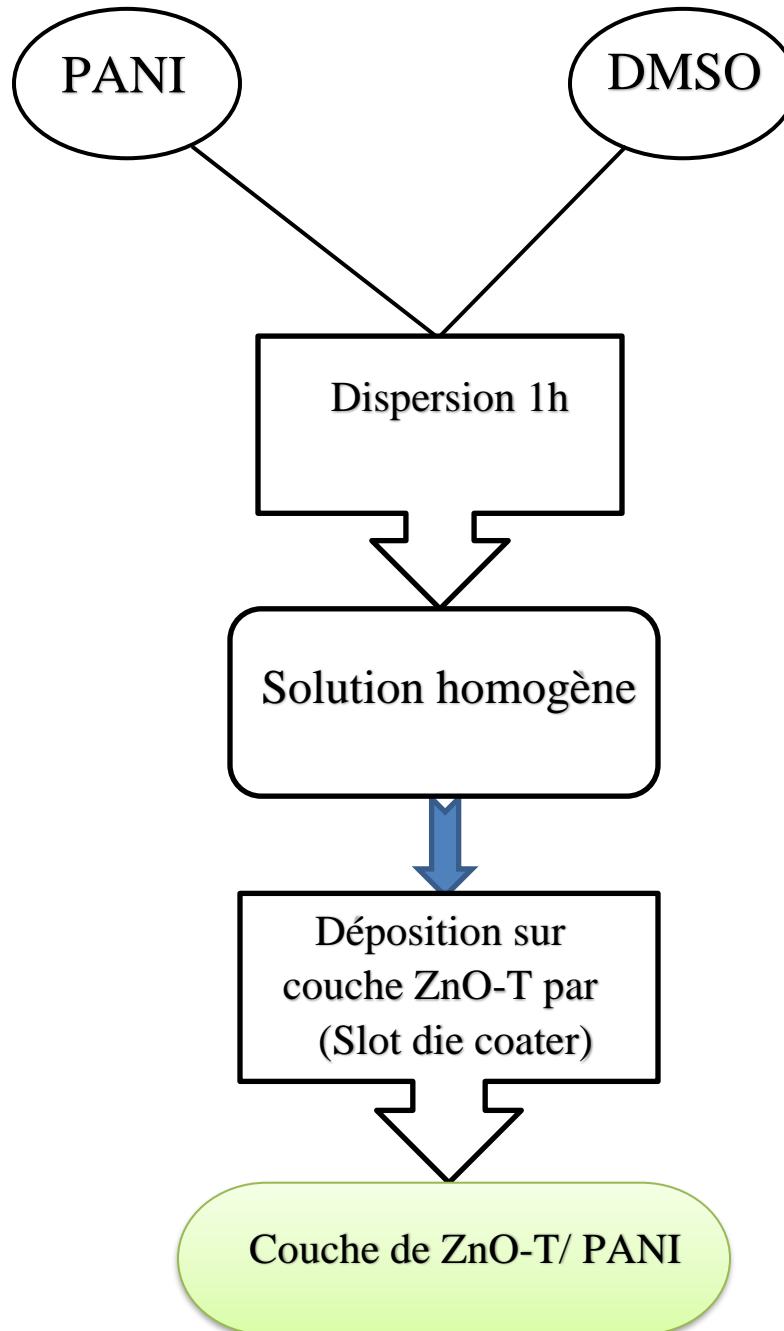 PANI
DMSO
Dispersion 1h
Solution homogène
Déposition sur
couche ZnO-T par
(Slot die coater)
Couche de ZnO-T/ PANI